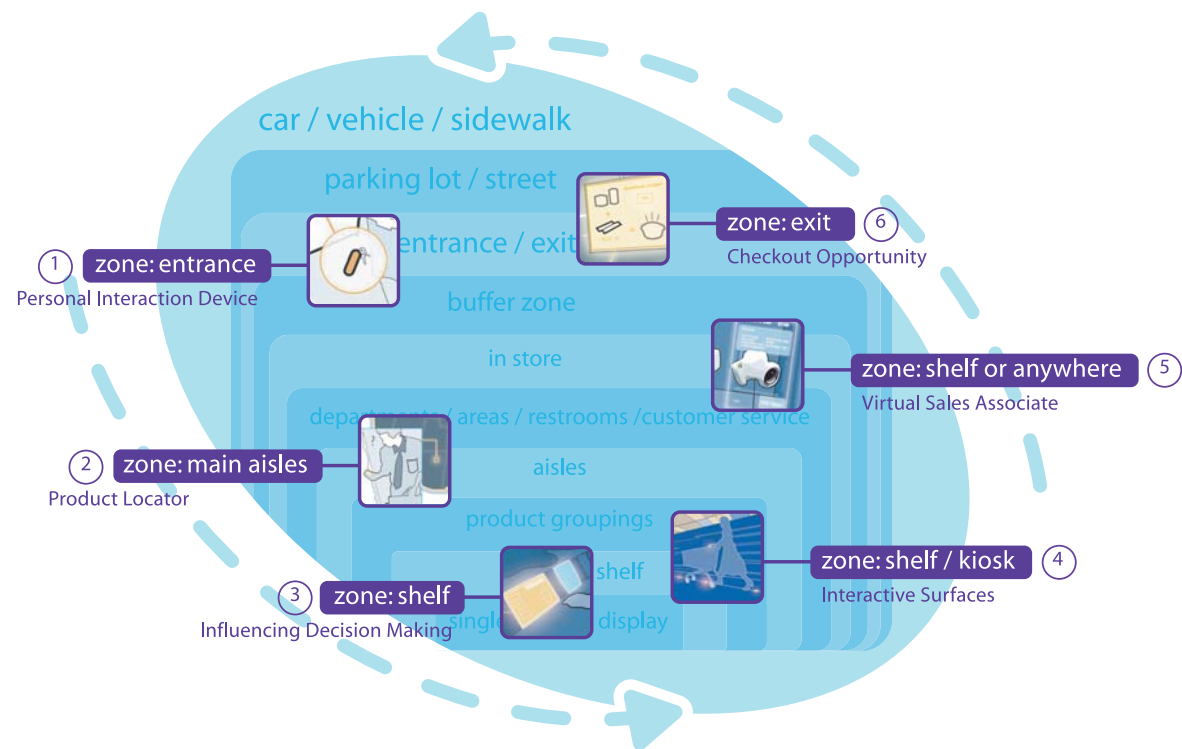 car / vehicle / sidewalk
parking lot / street
entrance / exit
buffer zone
in store
departments / areas / restrooms /customer service
aisles
product groupings
shelf
single display
1 zone: entrance
Personal Interaction Device
2 zone: main aisles
Product Locator
3 zone: shelf
Influencing Decision Making
4 zone: shelf / kiosk
Interactive Surfaces
5 zone: shelf or anywhere
Virtual Sales Associate
6 zone: exit
Checkout Opportunity